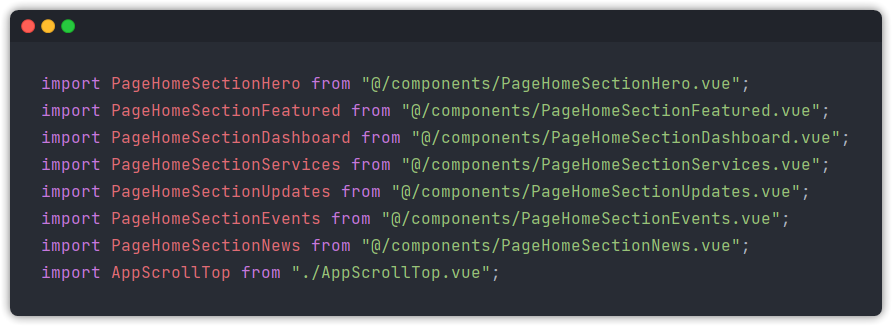 import PageHomeSectionHero from "@/components/PageHomeSectionHero.vue";
import PageHomeSectionFeatured from "@/components/PageHomeSectionFeatured.vue";
import PageHomeSectionDashboard from "@/components/PageHomeSectionDashboard.vue";
import PageHomeSectionServices from "@/components/PageHomeSectionServices.vue";
import PageHomeSectionUpdates from "@/components/PageHomeSectionUpdates.vue";
import PageHomeSectionEvents from "@/components/PageHomeSectionEvents.vue";
import PageHomeSectionNews from "@/components/PageHomeSectionNews.vue";
import AppScrollTop from "./AppScrollTop.vue";